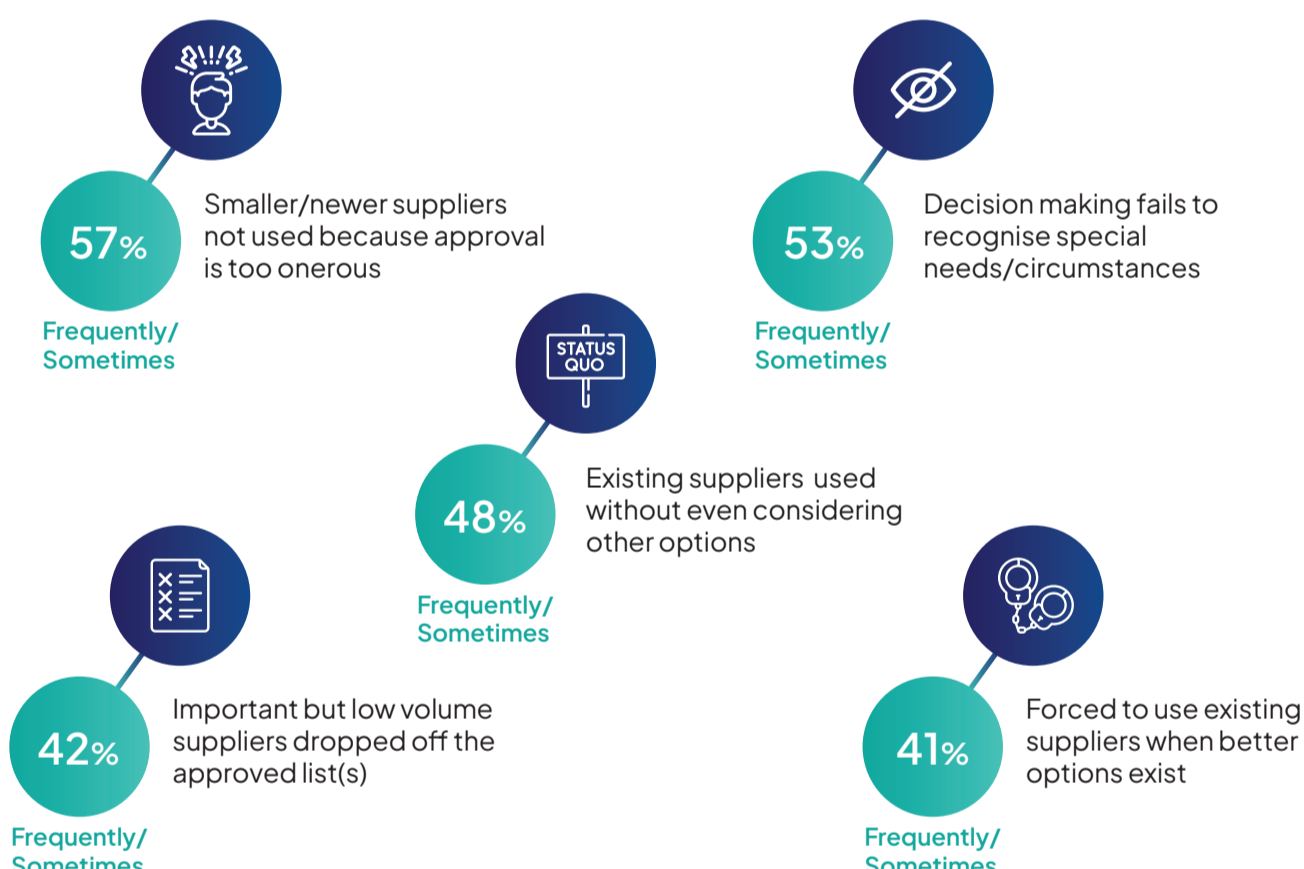 57%
Smaller/newer suppliers
not used because approval
is too onerous
Frequently/
Sometimes
53%
Decision making fails to
recognise special
needs/circumstances
Frequently/
Sometimes
STATUS
QUO
48%
Existing suppliers used
without even considering
other options
Frequently/
Sometimes
42%
Important but low volume
suppliers dropped off the
approved list(s)
Frequently/
Sometimes
41%
Forced to use existing
suppliers when better
options exist
Frequently/
Sometimes